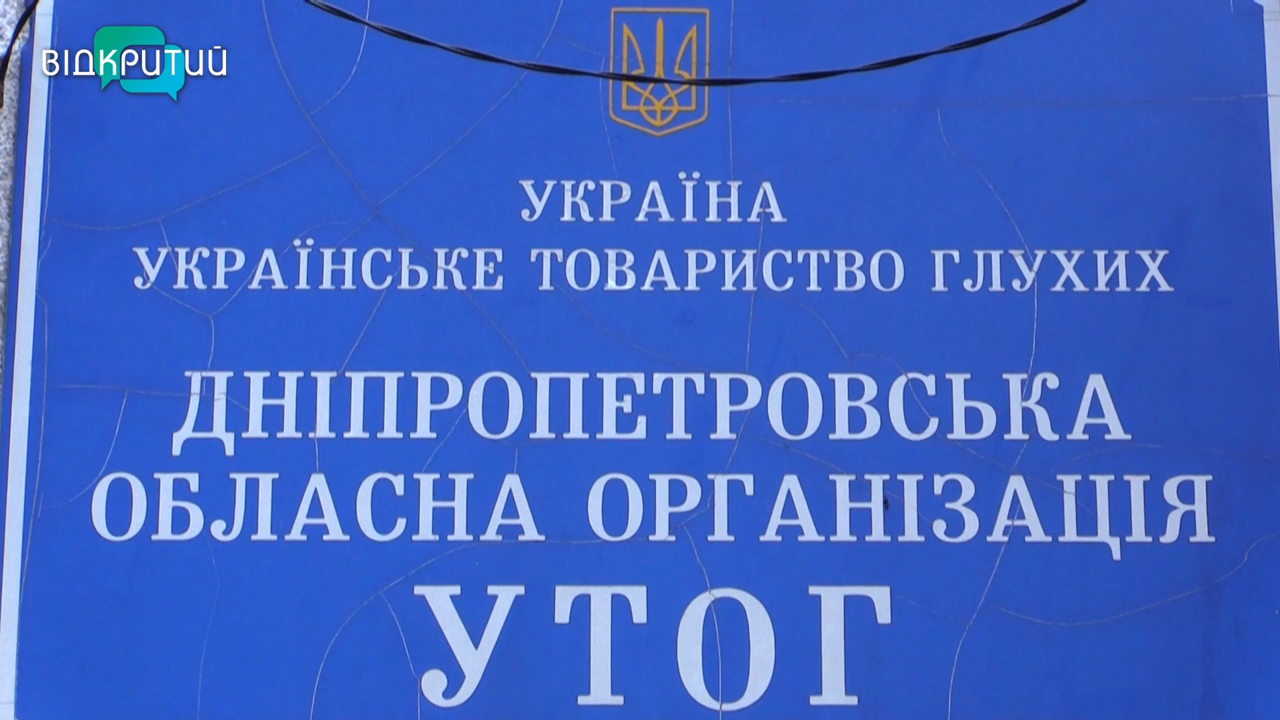 ВІДКРИТИЙ
УКРАЇНА
УКРАЇНСЬКЕ ТОВАРИСТВО ГЛУХИХ
ДНІПРОПЕТРОВСЬКА
ОБЛАСНА ОРГАНІЗАЦІЯ
УТОГ